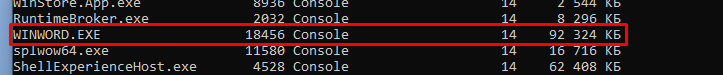 WinStore.App.exe 8936 Console 14 2 544 КБ
RuntimeBroker.exe 2032 Console 14 8 296 КБ
WINWORD.EXE 18456 Console 14 92 324 КБ
splwow64.exe 11580 Console 14 16 716 КБ
ShellExperienceHost.exe 4528 Console 14 62 408 КБ